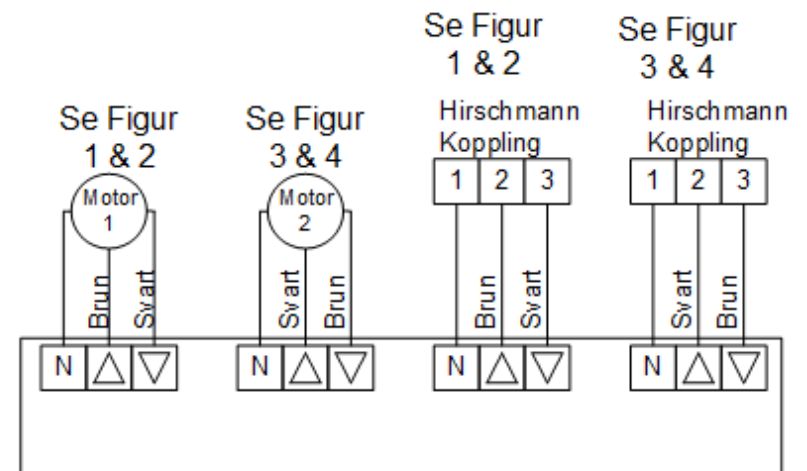 Se Figur
1 & 2
Se Figur
3 & 4
Hirschmann
Koppling
1 2 3
Hirschmann
Koppling
1 2 3
Se Figur
1 & 2
Motor
1
Se Figur
3 & 4
Motor
2
Brun
Svart
Svart
Brun
Brun
Svart
Svart
Brun
N
N
N
N